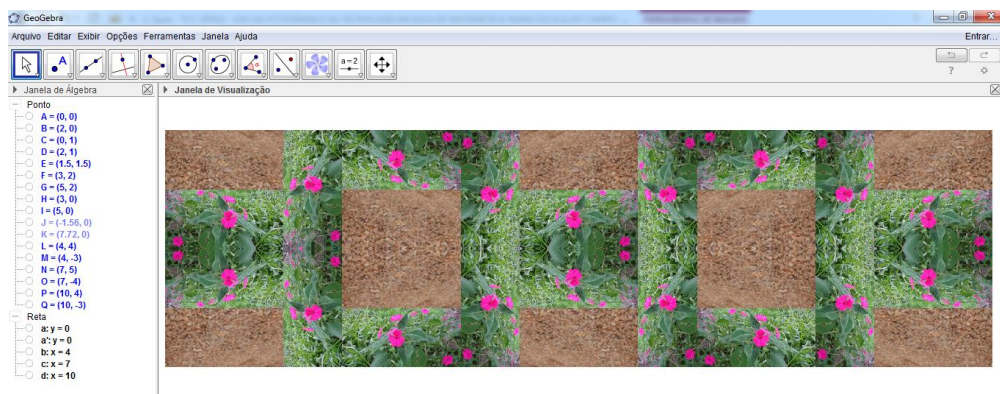 GeoGebra
Arquivo Editar Exibir Opções Ferramentas Janela Ajuda
Entrar...
A
a = 2
?
Janela de Álgebra
Janela de Visualização
Ponto
A = (0, 0)
B = (2, 0)
C = (0, 1)
D = (2, 1)
E = (1.5, 1.5)
F = (3, 2)
G = (5, 2)
H = (3, 0)
I = (5, 0)
J = (-1.56, 0)
K = (7.72, 0)
L = (4, 4)
M = (4, -3)
N = (7, 5)
O = (7, -4)
P = (10, 4)
Q = (10, -3)
Reta
a: y = 0
a': y = 0
b: x = 4
c: x = 7
d: x = 10